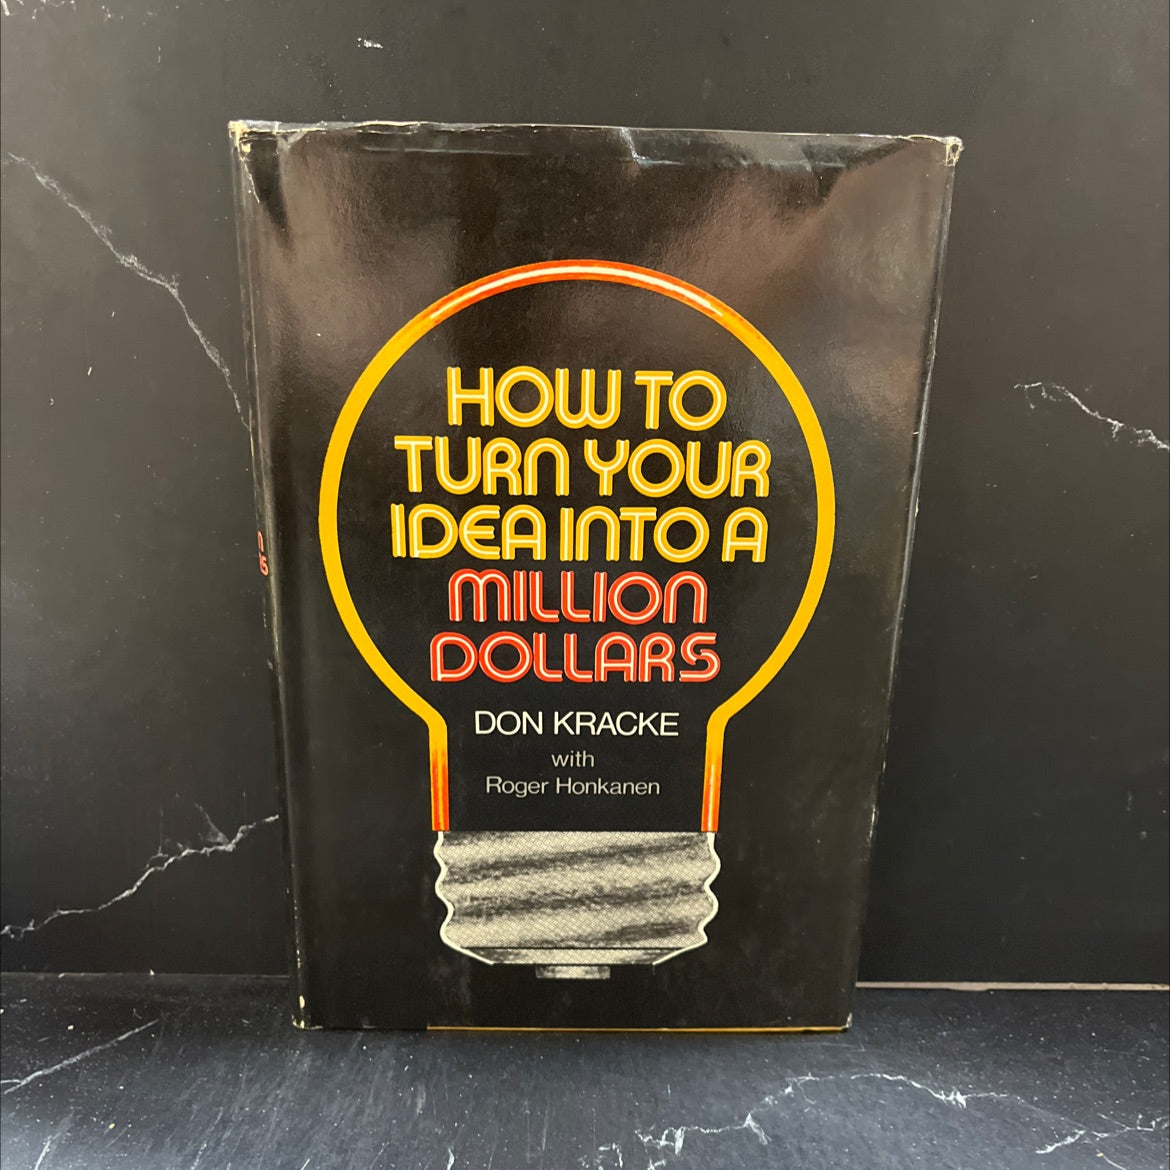 HOW TO
TURN YOUR
IDEA INTO A
MILLION
DOLLARS
DON KRACKE
with
Roger Honkanen